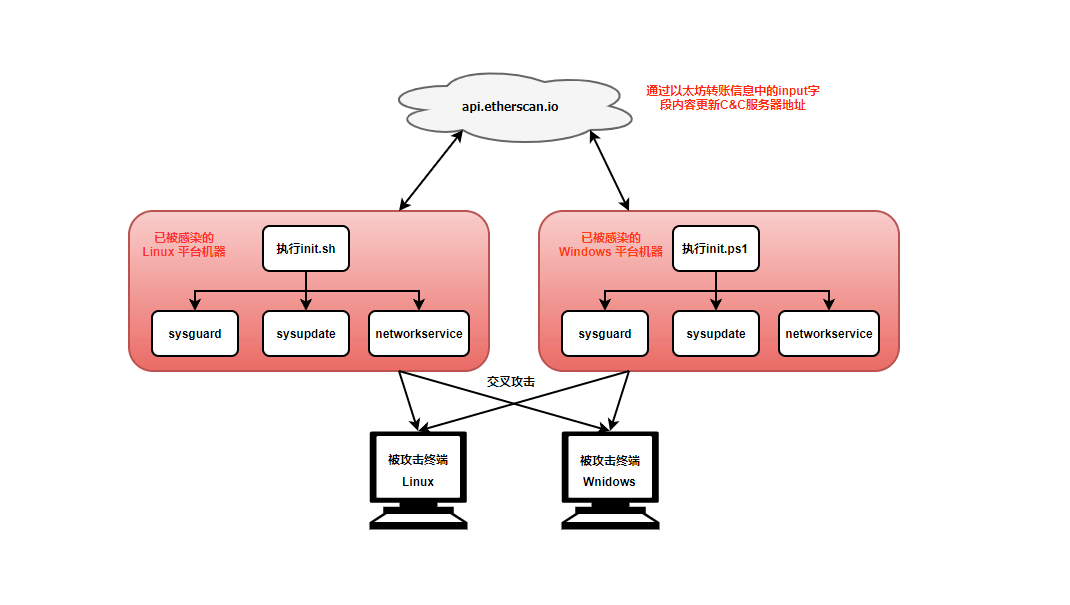 api.etherscan.io
通过以太坊转账信息中的input字
段内容更新C&C服务器地址
已被感染的
Linux 平台机器
执行init.sh
sysguard
sysupdate
networkservice
已被感染的
Windows 平台机器
执行init.ps1
sysguard
sysupdate
networkservice
交叉攻击
被攻击终端
Linux
被攻击终端
Wnidows